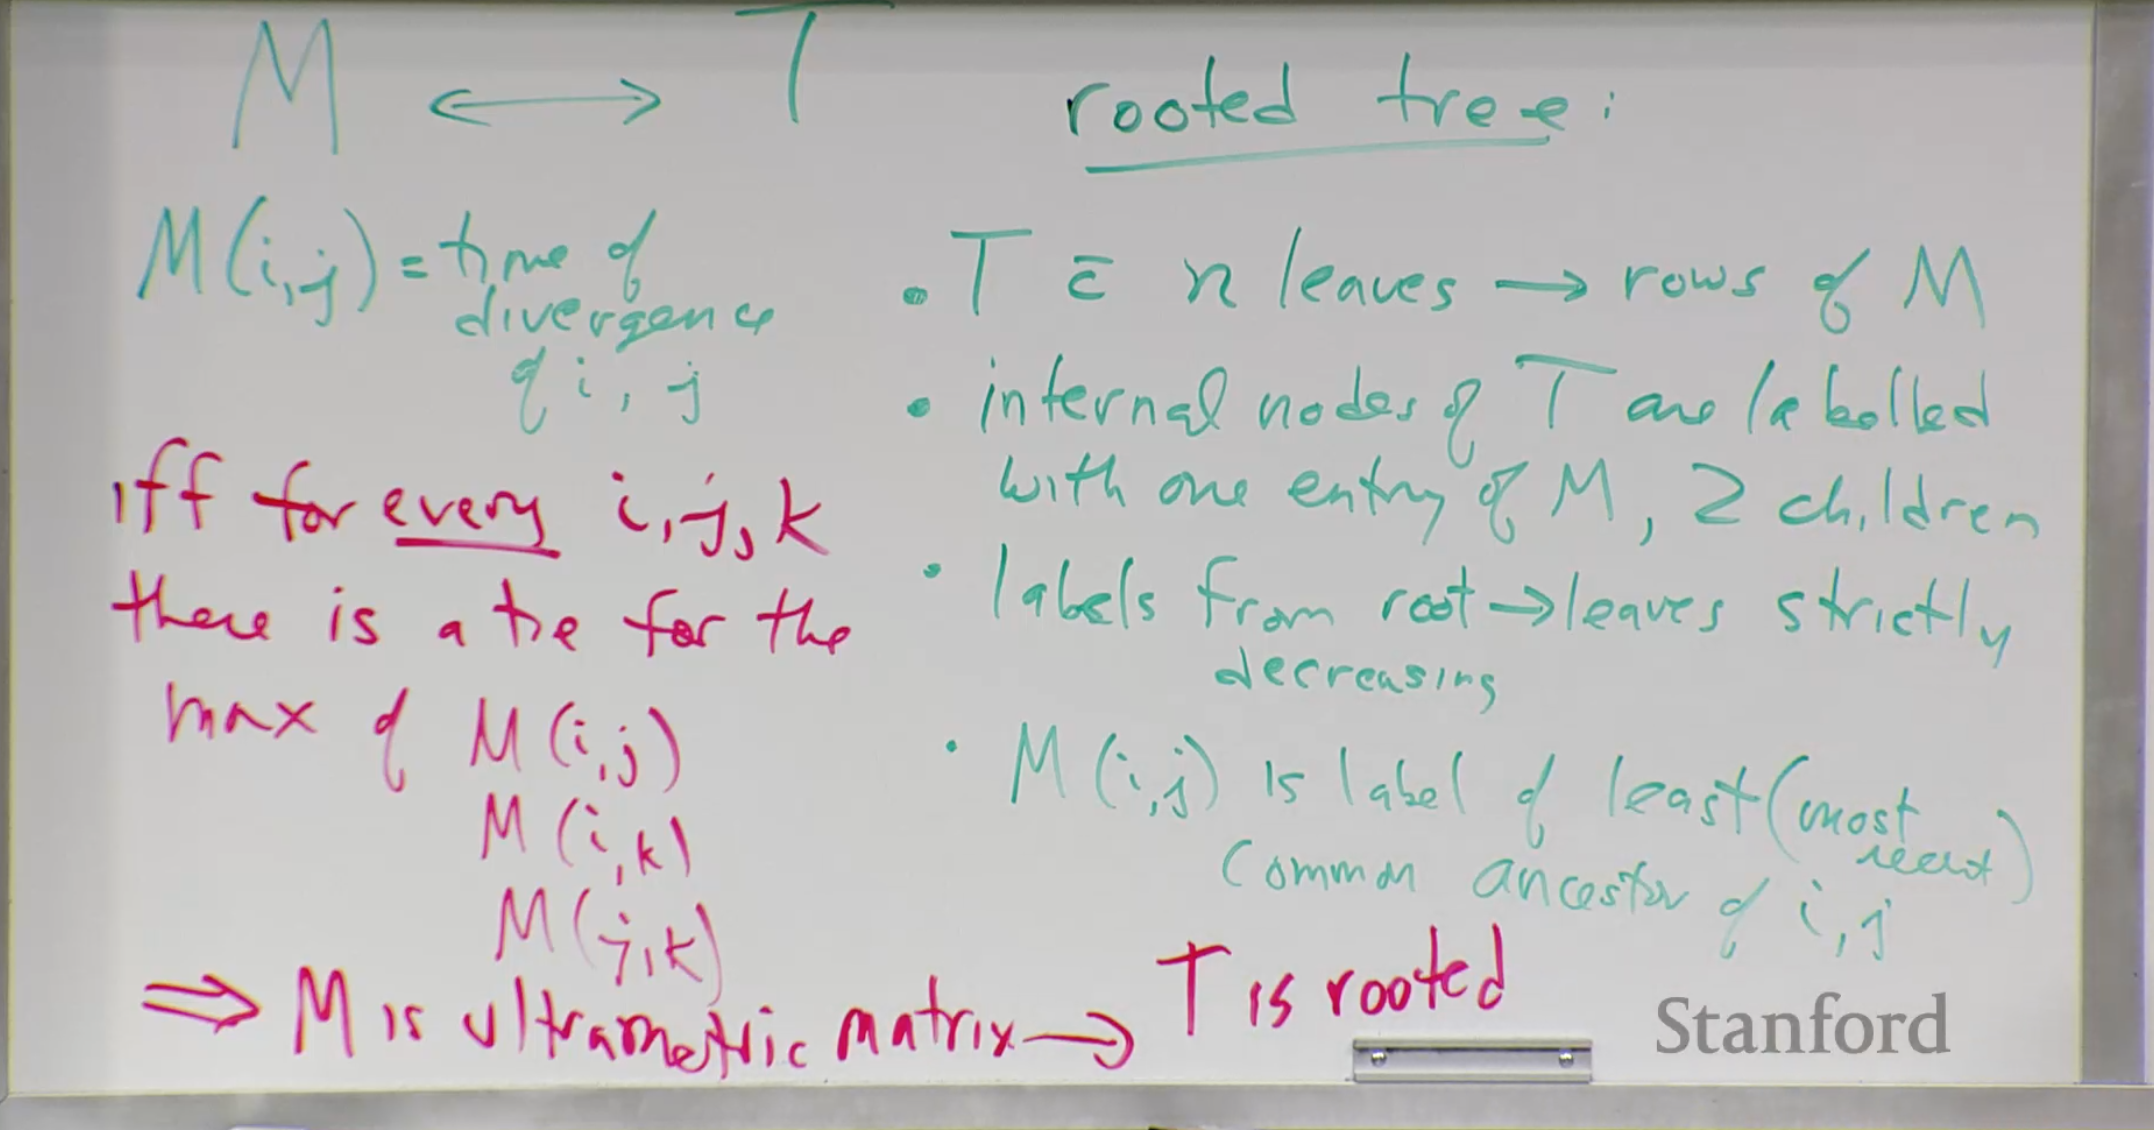 M ⟷ T
M(i,j) = time of
divergence
of i, j
iff for every i, j, k
there is a tie for the
max of M(i,j)
M(i,k)
M(j,k)
⇒ M is ultrametric matrix → T is rooted
rooted tree:
• T c̄ n leaves → rows of M
• internal nodes of T are labelled
with one entry of M, 2 children
• labels from root → leaves strictly
decreasing
• M(i,j) is label of least (most
recent)
common ancestor of i, j
Stanford